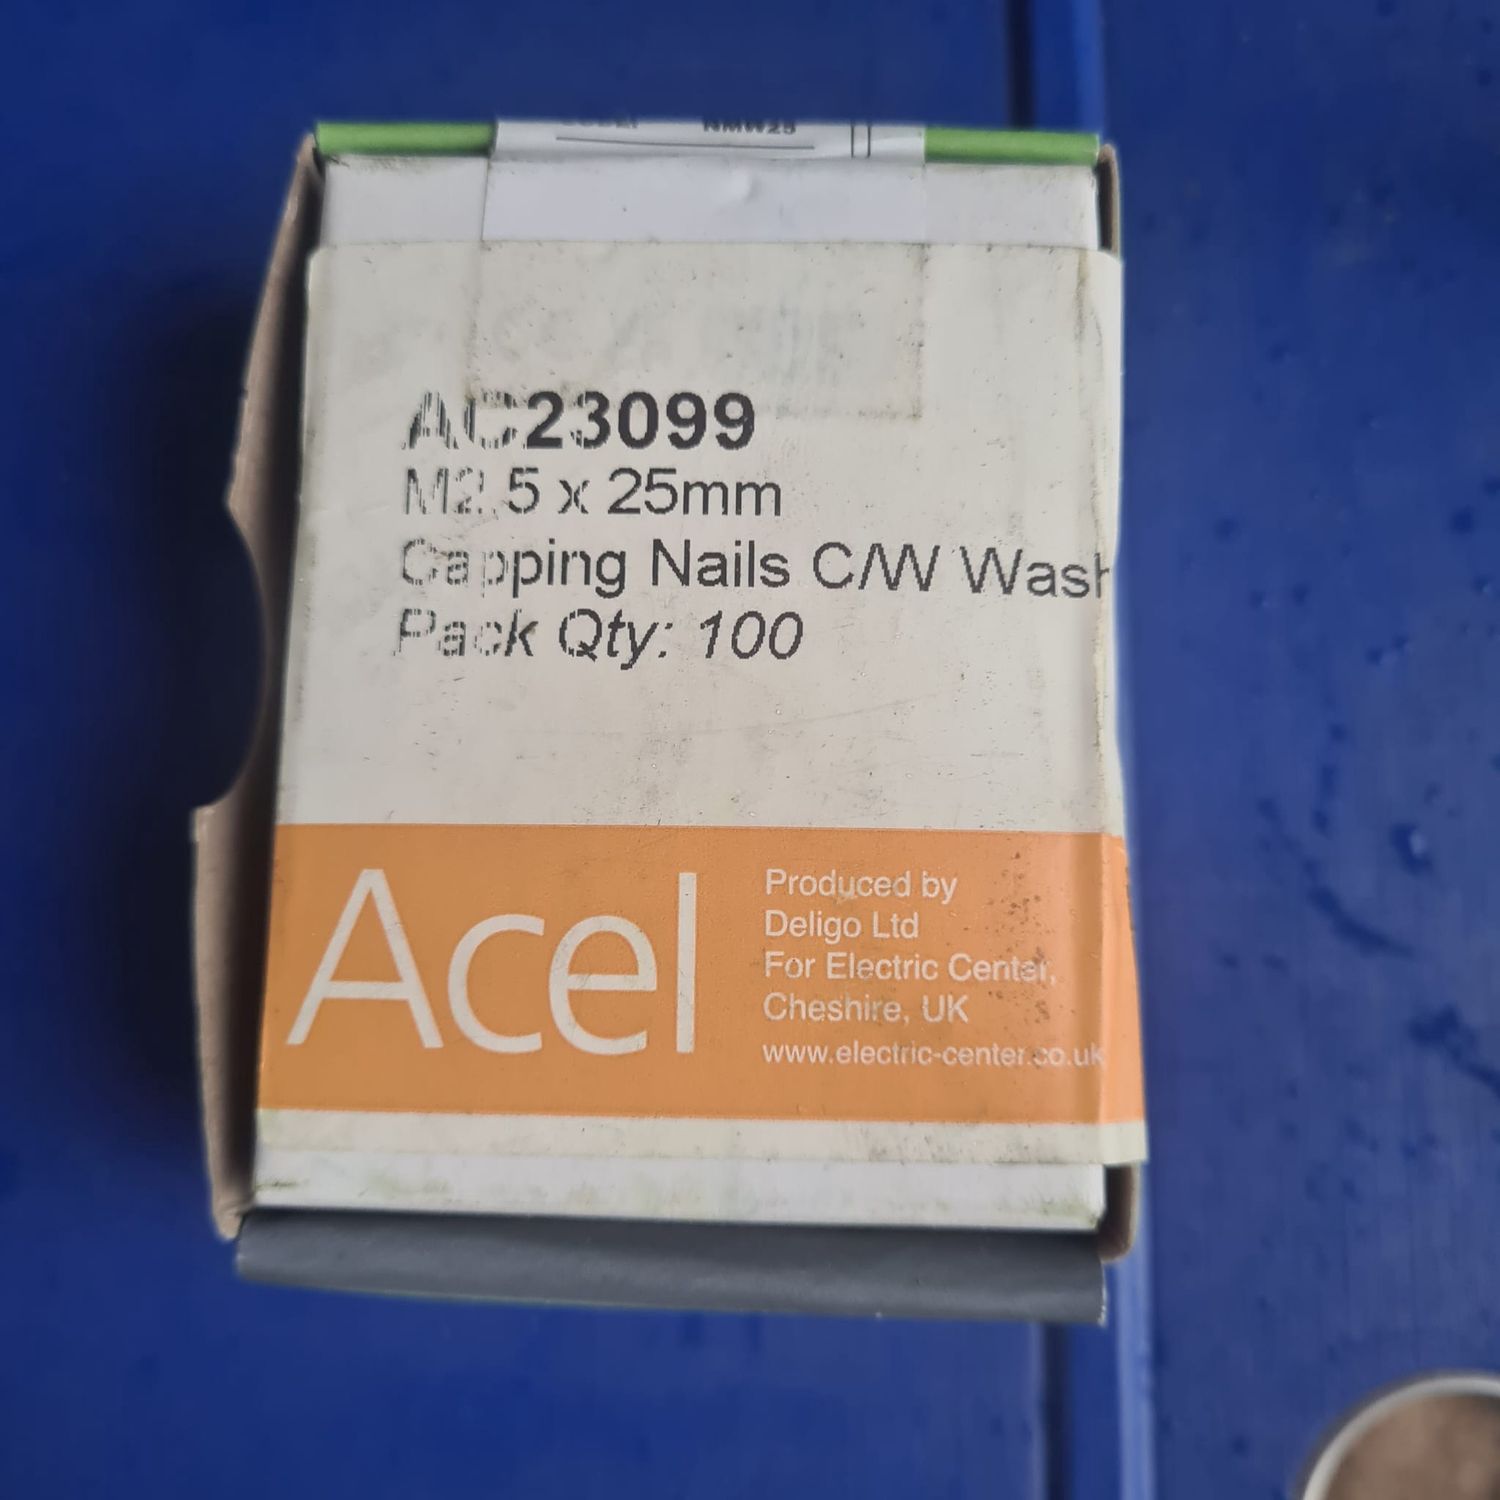 NMW25
AC23099
M2.5 x 25mm
Capping Nails C/W Wash
Pack Qty: 100
Acel
Produced by
Deligo Ltd
For Electric Center,
Cheshire, UK
www.electric-center.co.uk